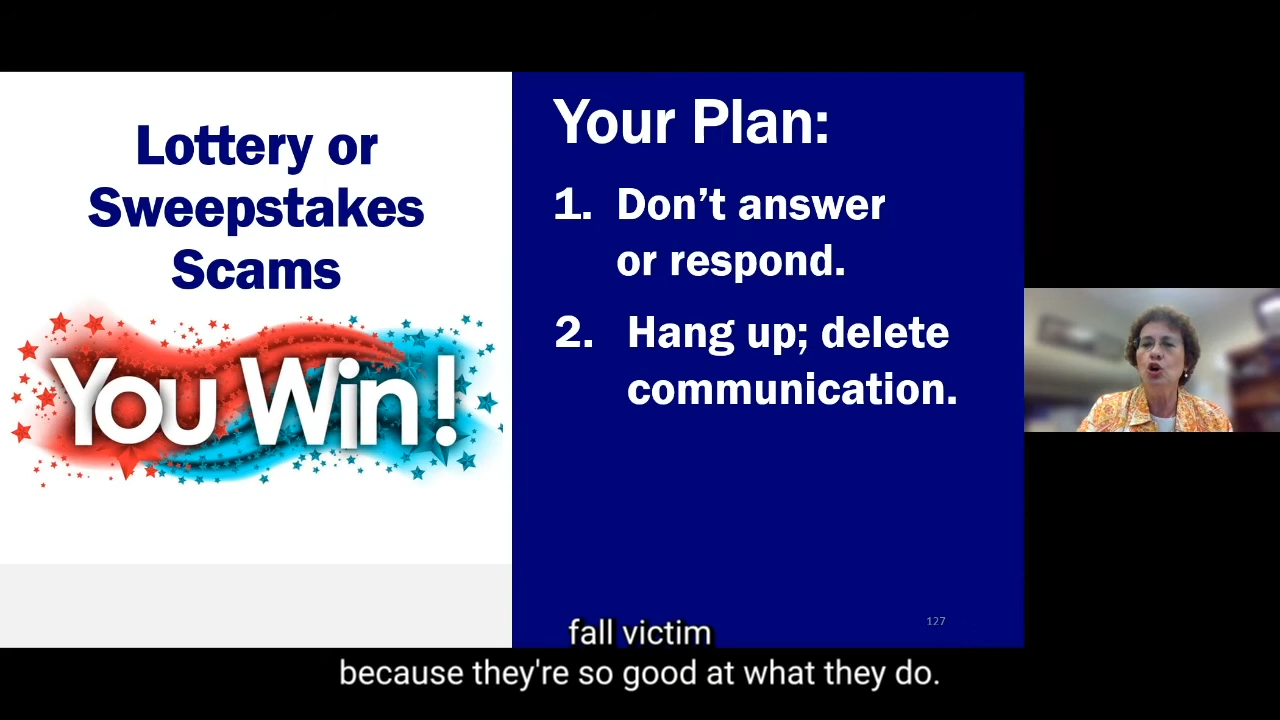 Lottery or
Sweepstakes
Scams
You Win!
Your Plan:
1. Don’t answer
or respond.
2. Hang up; delete
communication.
127
fall victim
because they're so good at what they do.